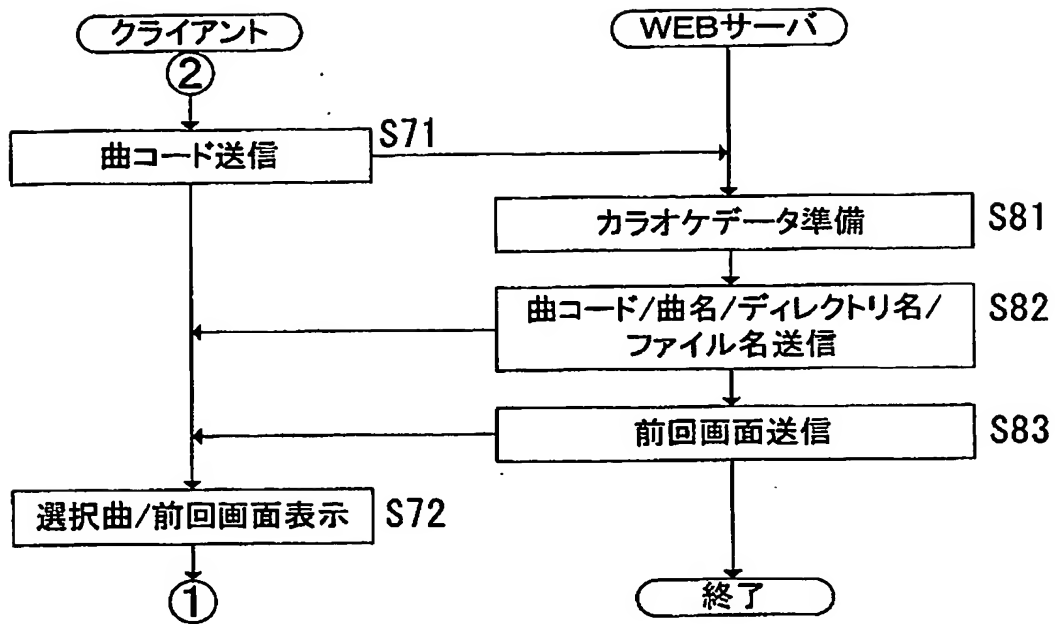 クライアント
WEBサーバ
②
曲コード送信
S71
カラオケデータ準備
S81
曲コード/曲名/ディレクトリ名/
ファイル名送信
S82
前回画面送信
S83
選択曲/前回画面表示
S72
①
終了